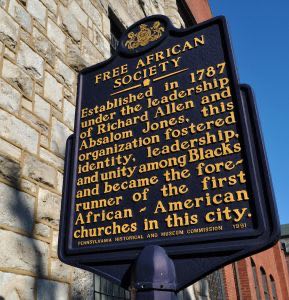 FREE AFRICAN
SOCIETY
Established in 1787
under the leadership
of Richard Allen and
Absalom Jones, this
organization fostered
identity, leadership,
and unity among Blacks
and became the fore-
runner of the first
African-American
churches in this city.
PENNSYLVANIA HISTORICAL AND MUSEUM COMMISSION 1991